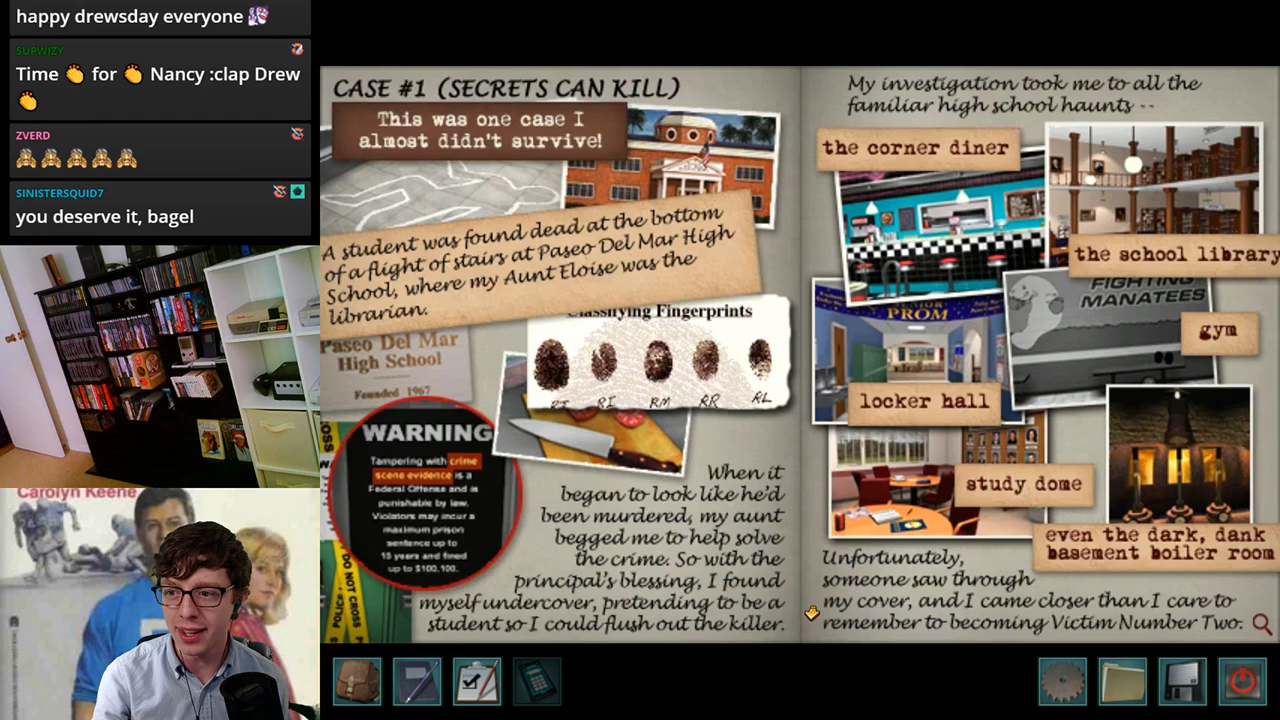 happy drewsday everyone
SUPWIZY
Time 👏 for 👏 Nancy :clap Drew
👏
ZVERD
SINISTERSQUID7
you deserve it, bagel
Carolyn Keene
CASE #1 (SECRETS CAN KILL)
This was one case I
almost didn't survive!
A student was found dead at the bottom
of a flight of stairs at Paseo Del Mar High
School, where my Aunt Eloise was the
librarian.
Classifying Fingerprints
RT RI RM RR RL
Paseo Del Mar
High School
Founded 1967
WARNING
Tampering with crime
scene evidence is a
Federal Offense and is
punishable by law.
Violators may incur a
maximum prison
sentence up to
15 years and fined
up to $100,100.
DO NOT CROSS
When it
began to look like he'd
been murdered, my aunt
begged me to help solve
the crime. So with the
principal's blessing, I found
myself undercover, pretending to be a
student so I could flush out the killer.
My investigation took me to all the
familiar high school haunts --
the corner diner
the school library
SENIOR
PROM
FIGHTING
MANATEES
gym
locker hall
study dome
even the dark, dank
basement boiler room
Unfortunately,
someone saw through
my cover, and I came closer than I care to
remember to becoming Victim Number Two.